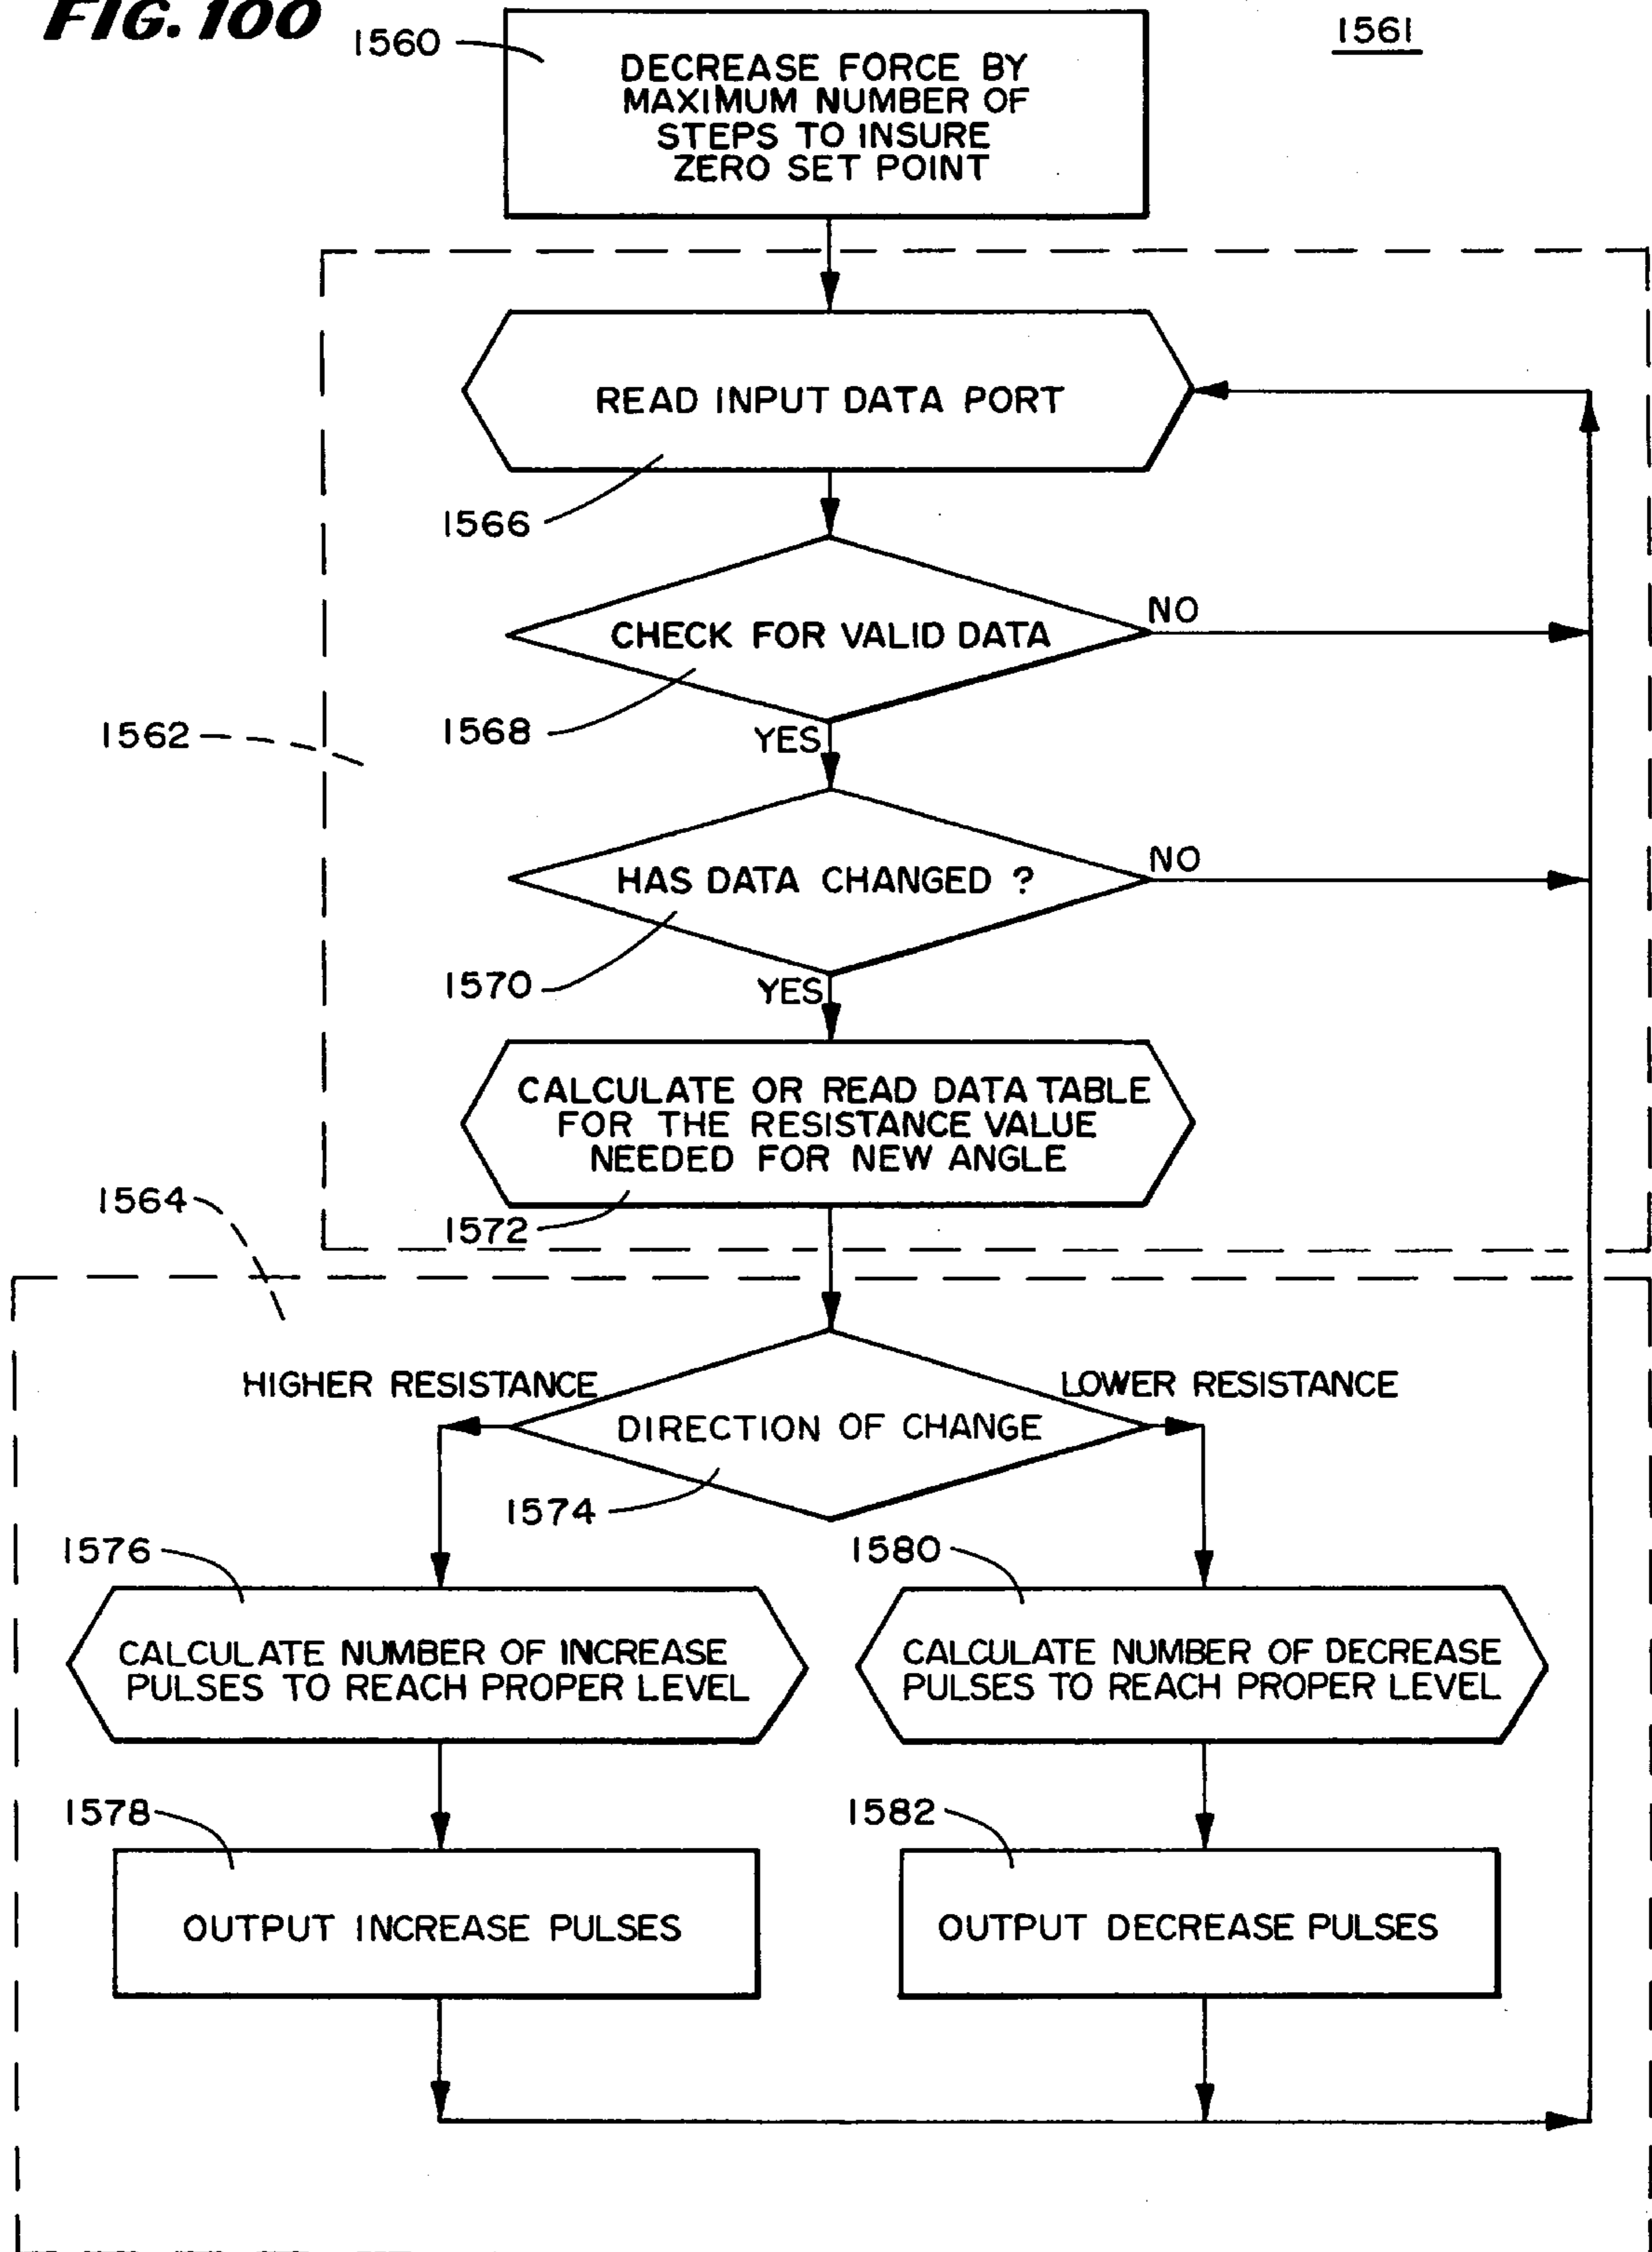 FIG. 100
1560
1561
DECREASE FORCE BY
MAXIMUM NUMBER OF
STEPS TO INSURE
ZERO SET POINT
READ INPUT DATA PORT
1566
NO
CHECK FOR VALID DATA
1568
YES
1562
NO
HAS DATA CHANGED ?
1570
YES
CALCULATE OR READ DATA TABLE
FOR THE RESISTANCE VALUE
NEEDED FOR NEW ANGLE
1564
1572
HIGHER RESISTANCE
LOWER RESISTANCE
DIRECTION OF CHANGE
1574
1576
1580
CALCULATE NUMBER OF INCREASE
PULSES TO REACH PROPER LEVEL
CALCULATE NUMBER OF DECREASE
PULSES TO REACH PROPER LEVEL
1578
1582
OUTPUT INCREASE PULSES
OUTPUT DECREASE PULSES